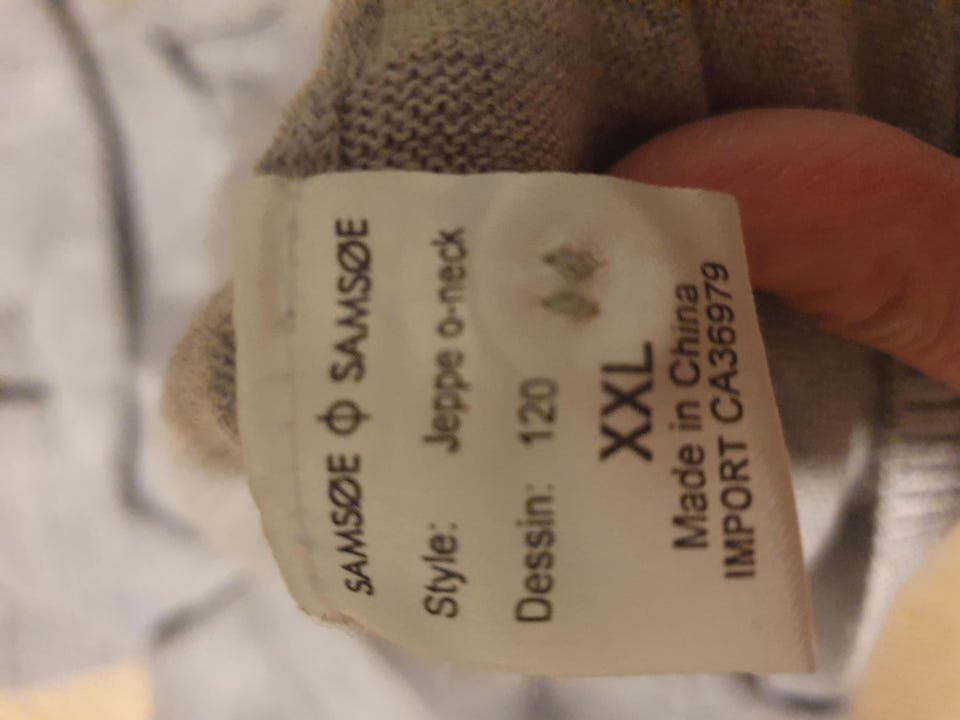 SAMSØE Φ SAMSØE
Style: Jeppe o-neck
Dessin: 120
XXL
Made in China
IMPORT CA36979